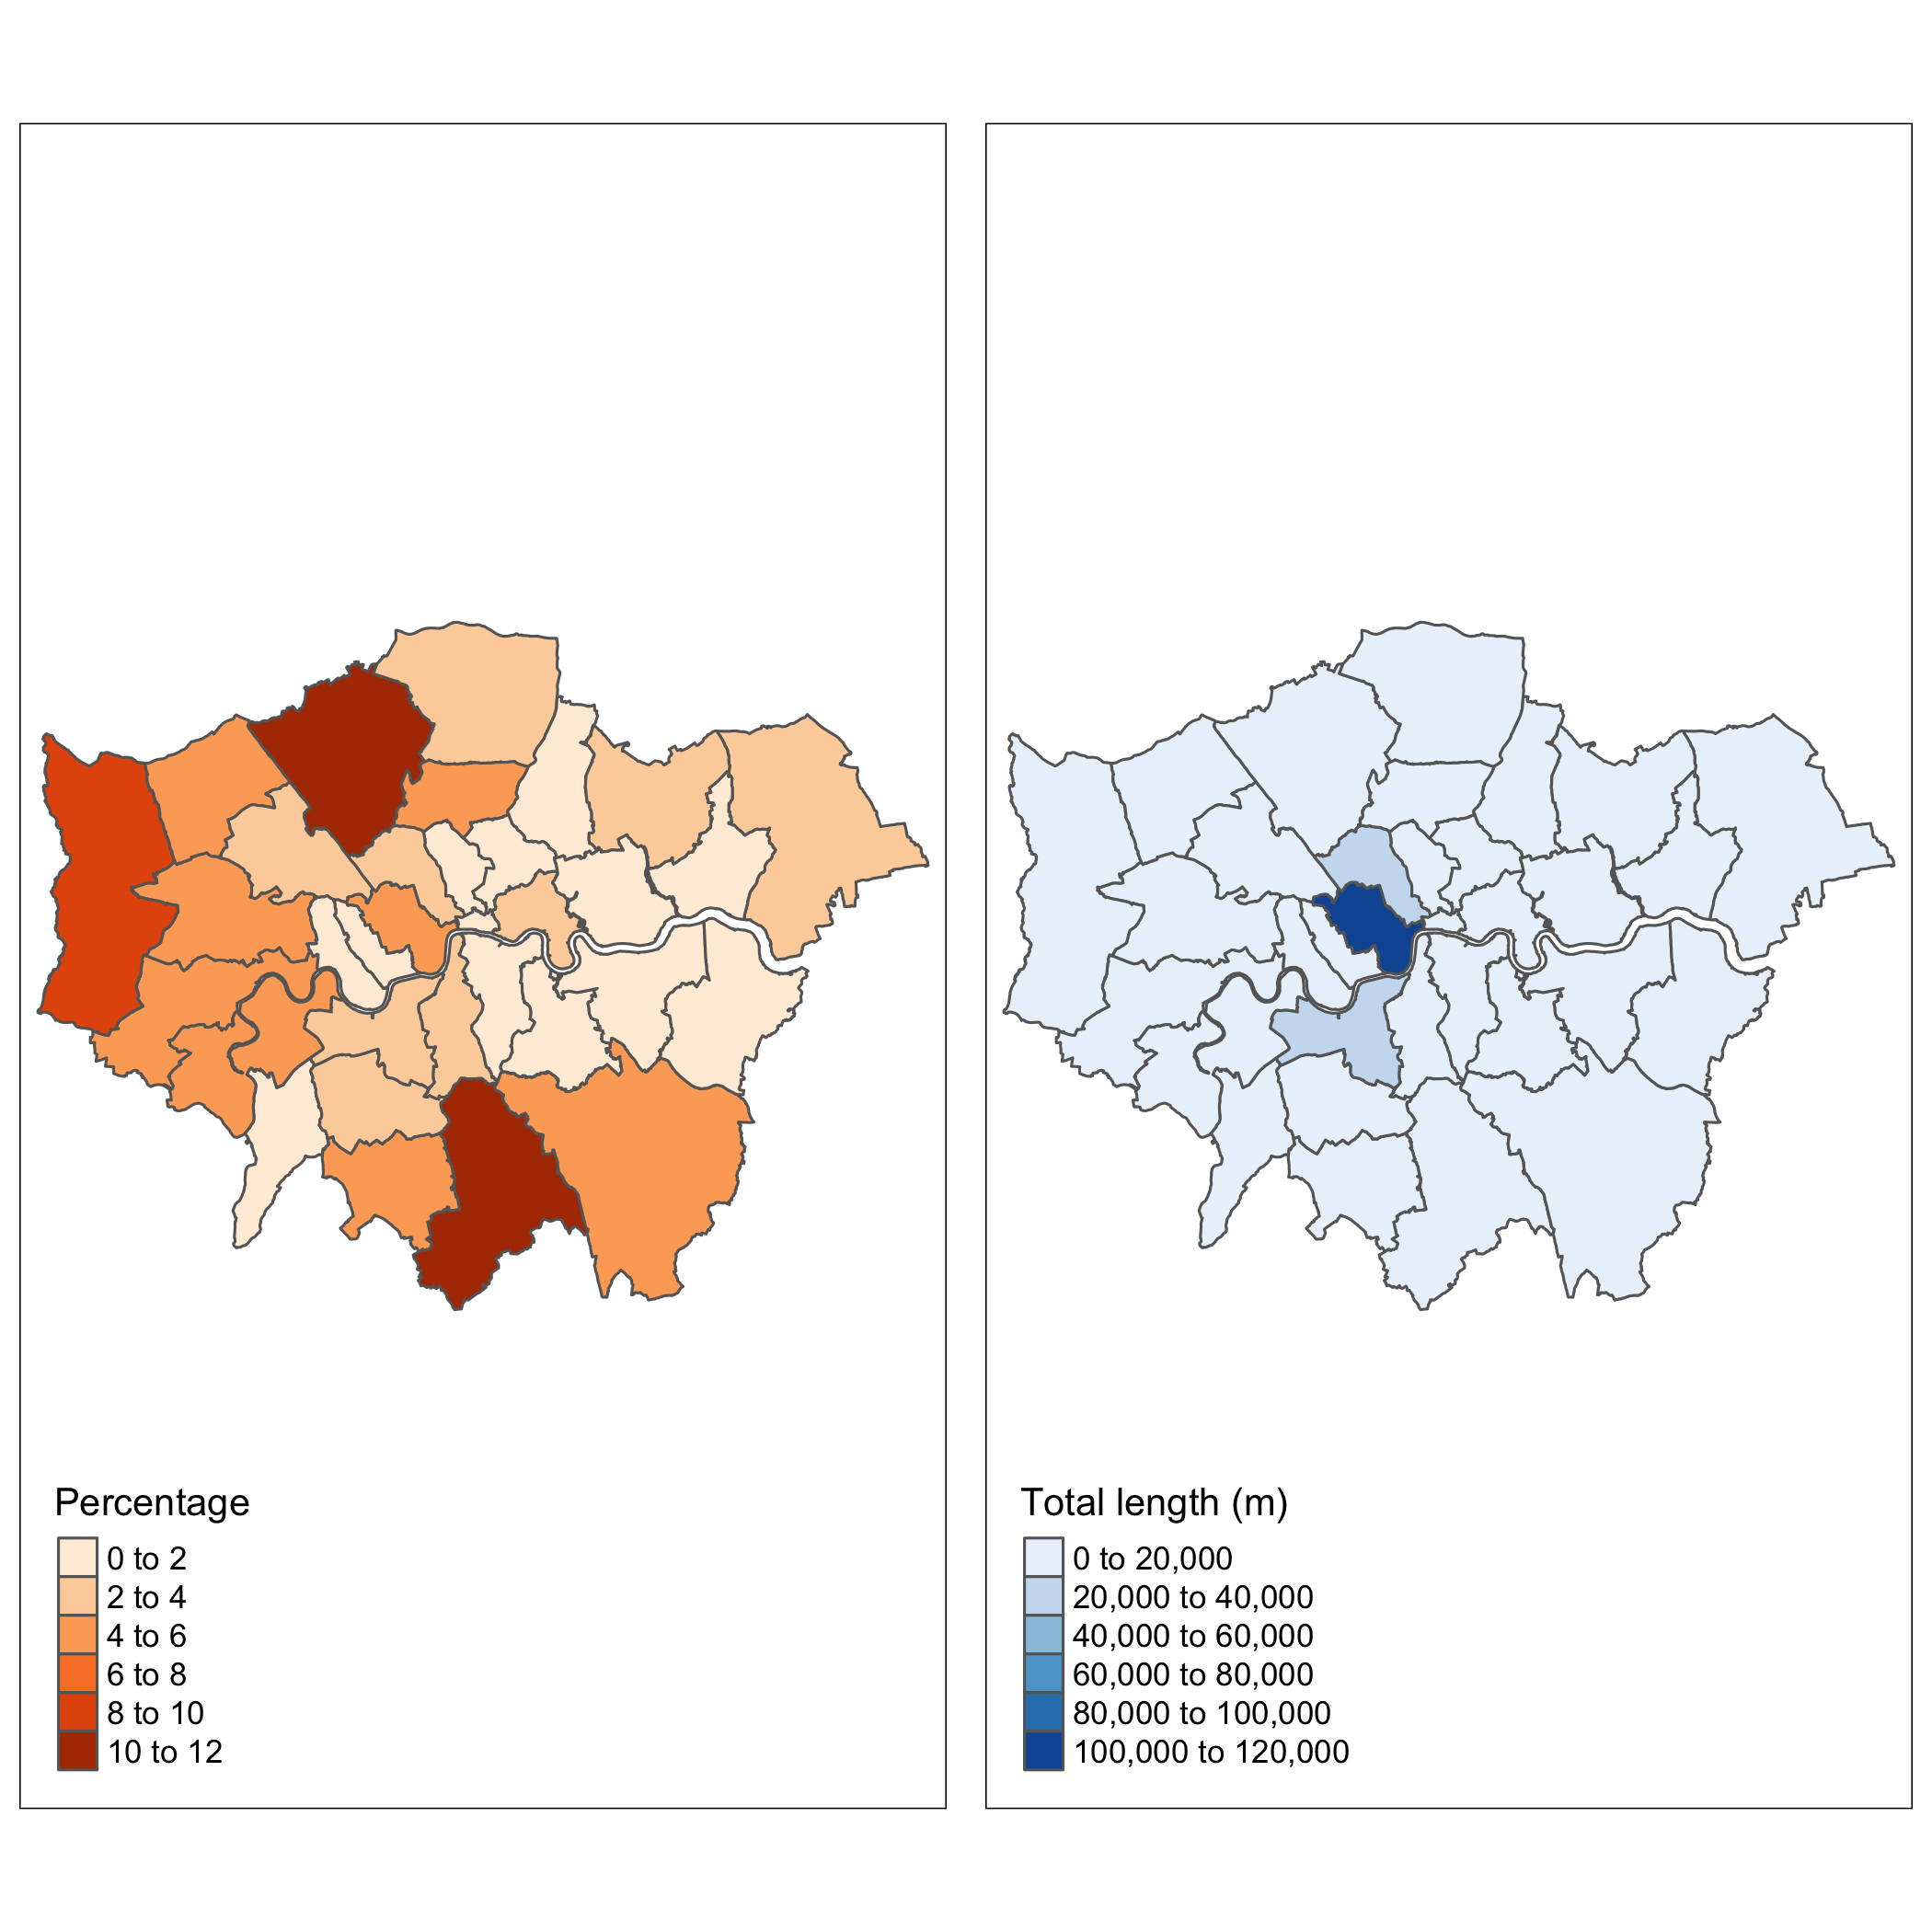 Percentage
0 to 2
2 to 4
4 to 6
6 to 8
8 to 10
10 to 12
Total length (m)
0 to 20,000
20,000 to 40,000
40,000 to 60,000
60,000 to 80,000
80,000 to 100,000
100,000 to 120,000